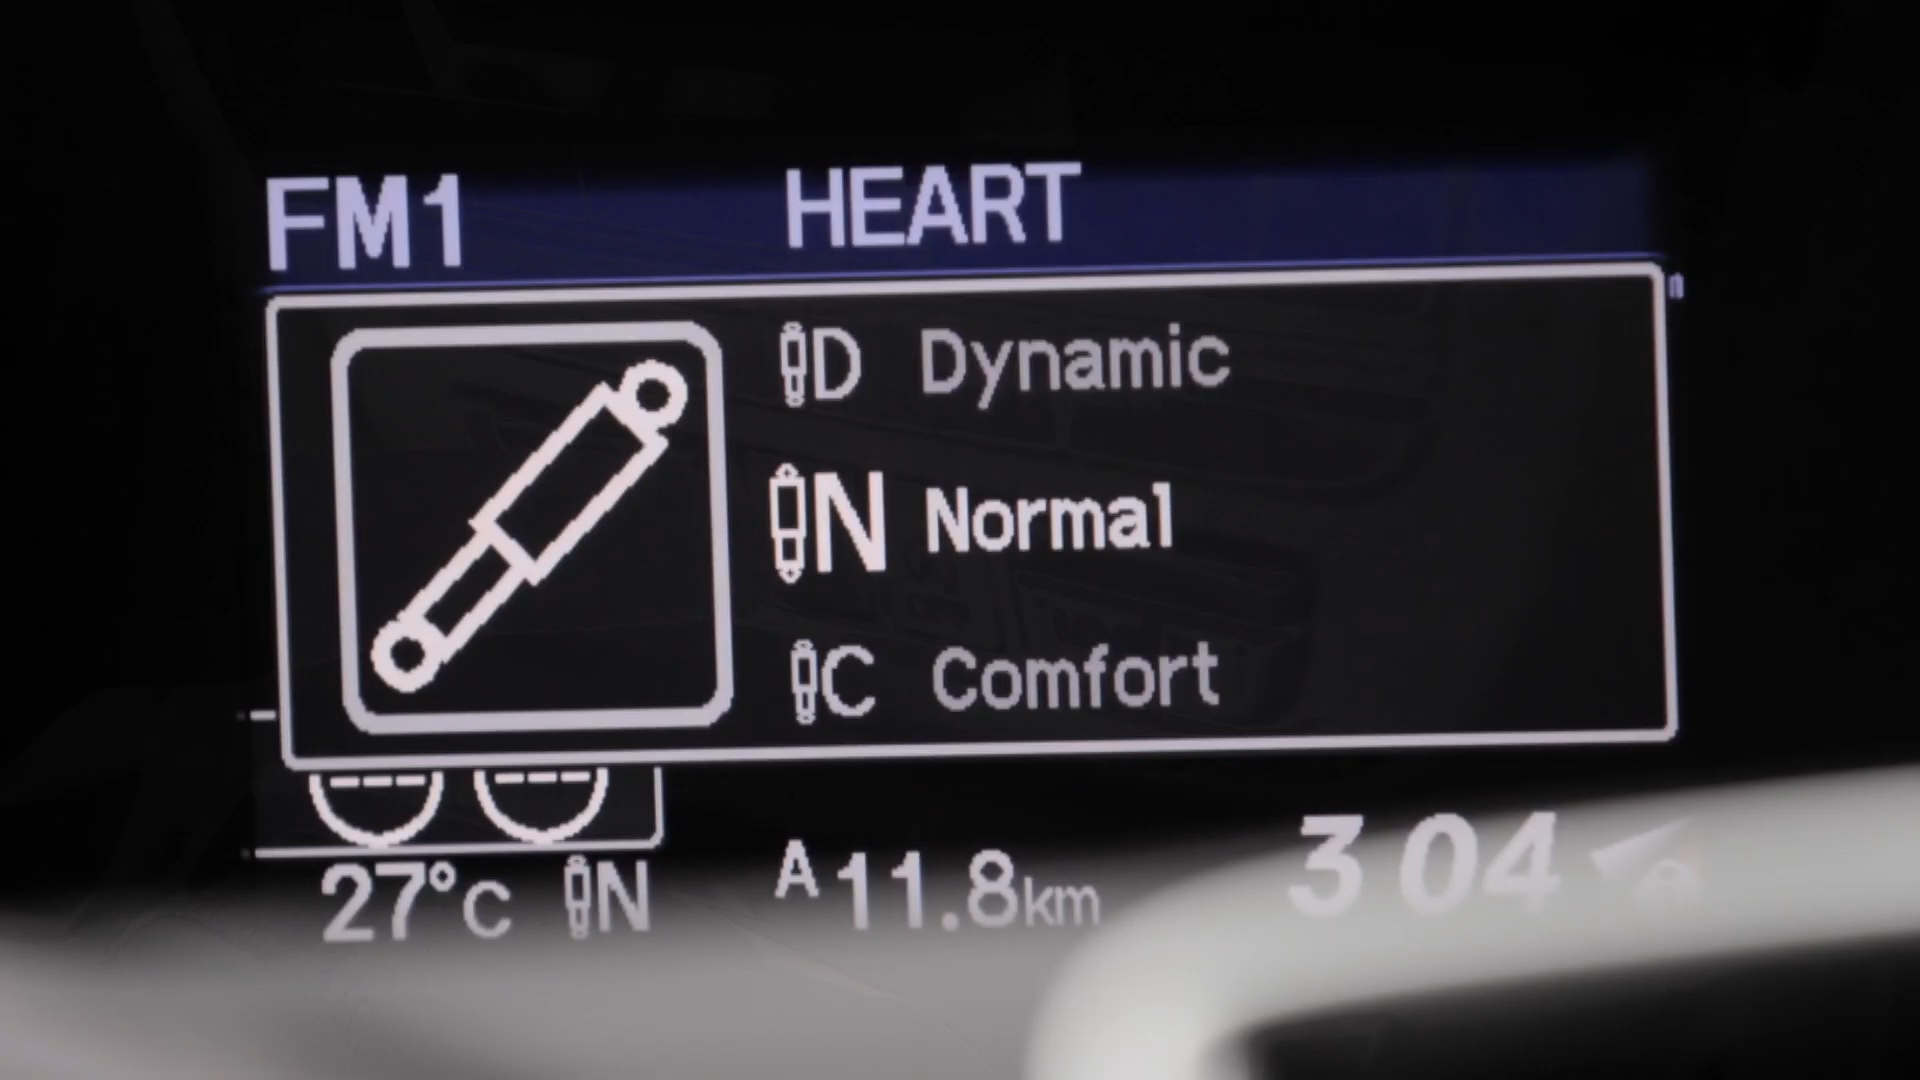 FM1 HEART
D Dynamic
N Normal
C Comfort
27°C N A 11.8km 3 04